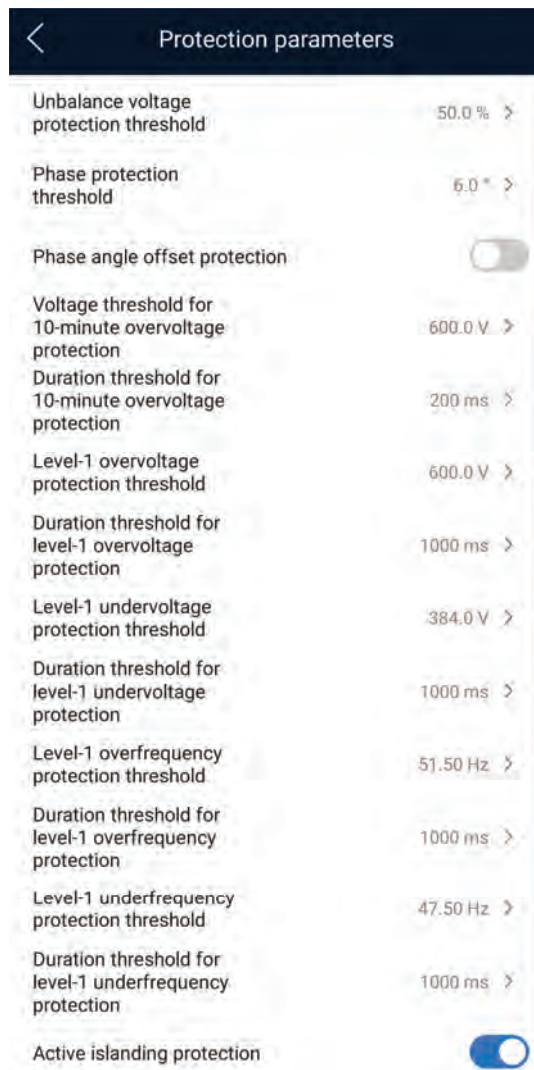 Protection parameters
Unbalance voltage
protection threshold
50.0 %
Phase protection
threshold
6.0 °
Phase angle offset protection
Voltage threshold for
10-minute overvoltage
protection
600.0 V
Duration threshold for
10-minute overvoltage
protection
200 ms
Level-1 overvoltage
protection threshold
600.0 V
Duration threshold for
level-1 overvoltage
protection
1000 ms
Level-1 undervoltage
protection threshold
384.0 V
Duration threshold for
level-1 undervoltage
protection
1000 ms
Level-1 overfrequency
protection threshold
51.50 Hz
Duration threshold for
level-1 overfrequency
protection
1000 ms
Level-1 underfrequency
protection threshold
47.50 Hz
Duration threshold for
level-1 underfrequency
protection
1000 ms
Active islanding protection